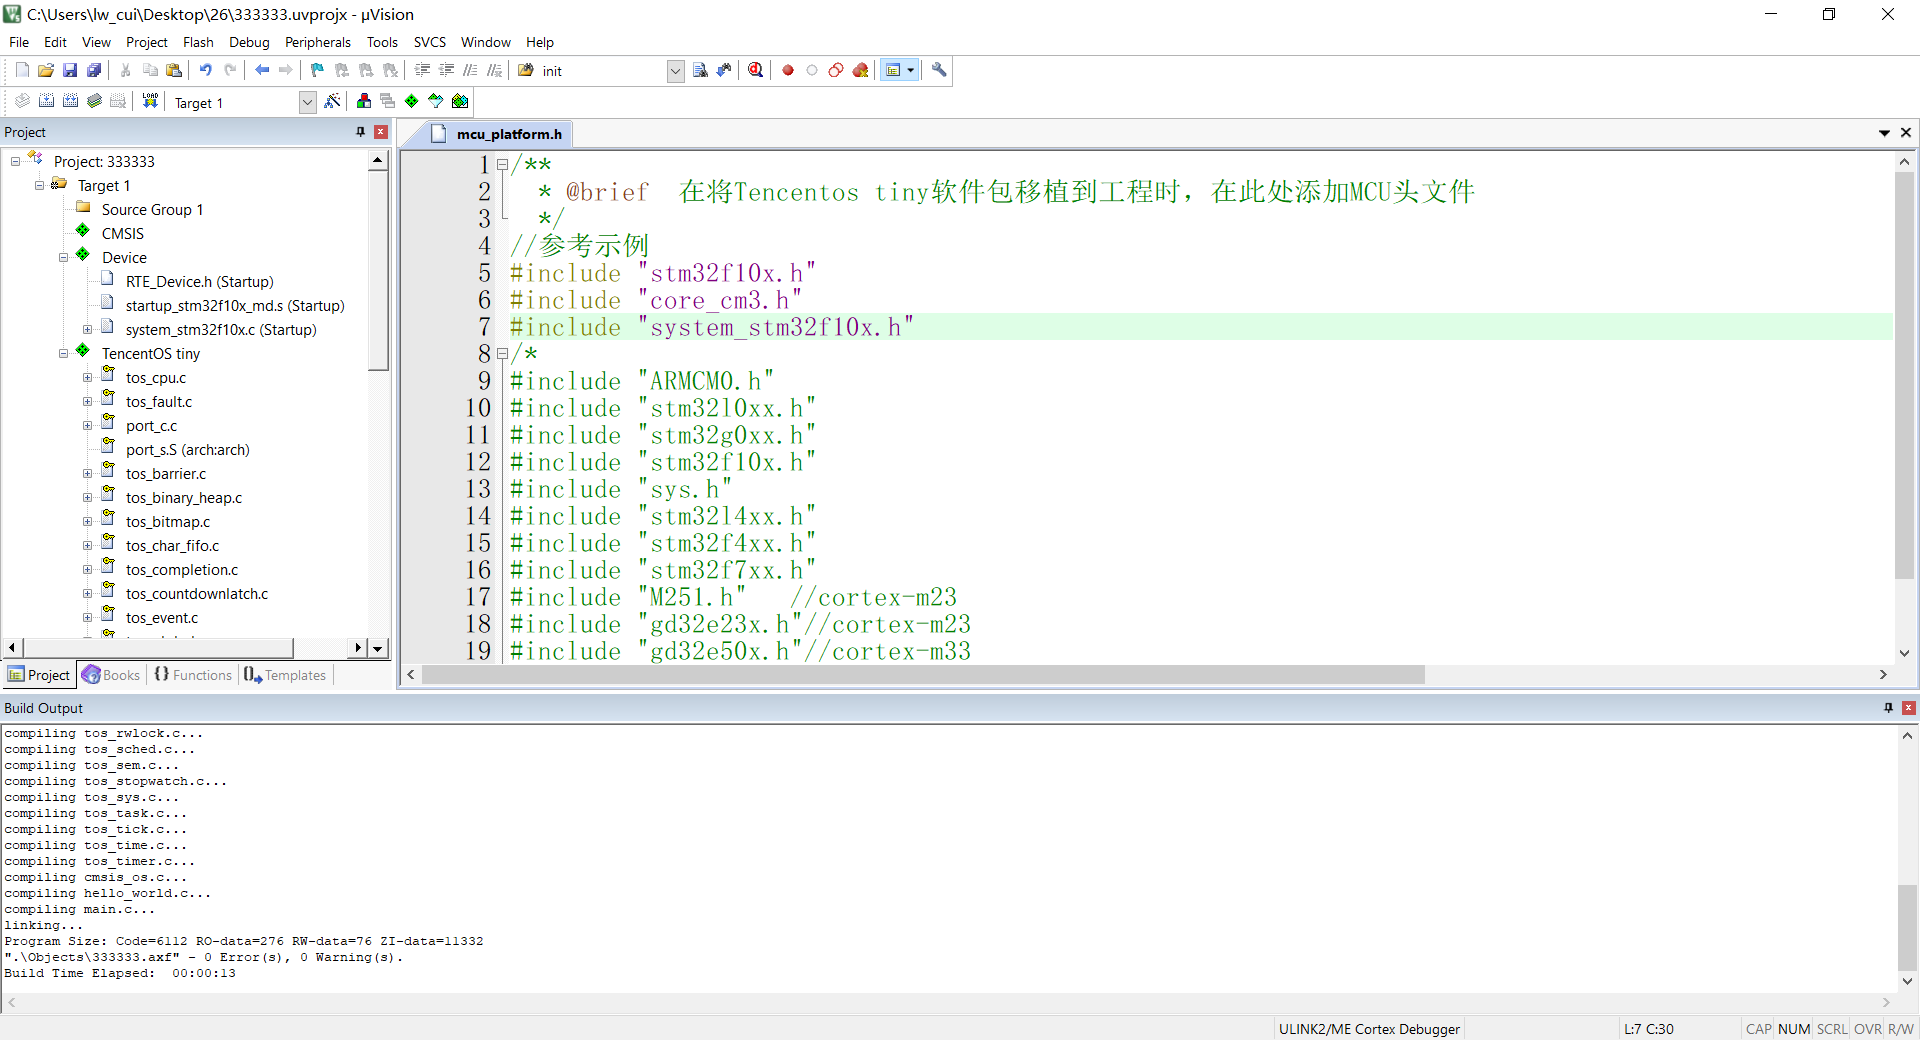 C:\Users\lw_cui\Desktop\26\333333.uvprojx - µVision
File Edit View Project Flash Debug Peripherals Tools SVCS Window Help
init
LOAD
Target 1
Project
Project: 333333
Target 1
Source Group 1
CMSIS
Device
RTE_Device.h (Startup)
startup_stm32f10x_md.s (Startup)
system_stm32f10x.c (Startup)
TencentOS tiny
tos_cpu.c
tos_fault.c
port_c.c
port_s.S (arch:arch)
tos_barrier.c
tos_binary_heap.c
tos_bitmap.c
tos_char_fifo.c
tos_completion.c
tos_countdownlatch.c
tos_event.c
Project Books Functions Templates
mcu_platform.h
1 /**
2 * @brief 在将Tencentos tiny软件包移植到工程时，在此处添加MCU头文件
3 */
4 //参考示例
5 #include "stm32f10x.h"
6 #include "core_cm3.h"
7 #include "system_stm32f10x.h"
8 /*
9 #include "ARMCM0.h"
10 #include "stm32l0xx.h"
11 #include "stm32g0xx.h"
12 #include "stm32f10x.h"
13 #include "sys.h"
14 #include "stm32l4xx.h"
15 #include "stm32f4xx.h"
16 #include "stm32f7xx.h"
17 #include "M251.h" //cortex-m23
18 #include "gd32e23x.h"//cortex-m23
19 #include "gd32e50x.h"//cortex-m33
Build Output
compiling tos_rwlock.c...
compiling tos_sched.c...
compiling tos_sem.c...
compiling tos_stopwatch.c...
compiling tos_sys.c...
compiling tos_task.c...
compiling tos_tick.c...
compiling tos_time.c...
compiling tos_timer.c...
compiling cmsis_os.c...
compiling hello_world.c...
compiling main.c...
linking...
Program Size: Code=6112 RO-data=276 RW-data=76 ZI-data=11332
".\Objects\333333.axf" - 0 Error(s), 0 Warning(s).
Build Time Elapsed:  00:00:13
ULINK2/ME Cortex Debugger L:7 C:30 CAP NUM SCRL OVR R/W